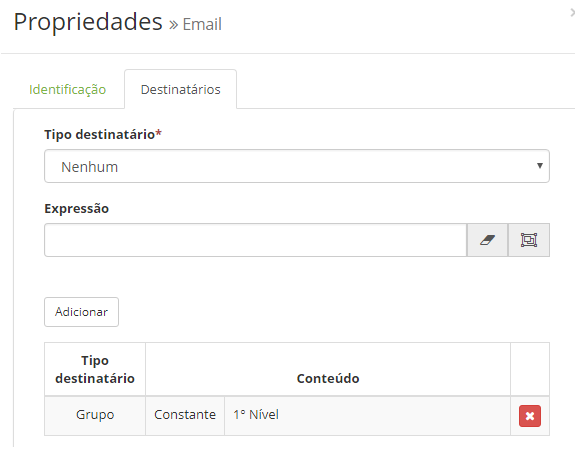 Propriedades » Email
Identificação
Destinatários
Tipo destinatário*
Nenhum
Expressão
Adicionar
Tipo
destinatário
Conteúdo
Grupo
Constante
1º Nível